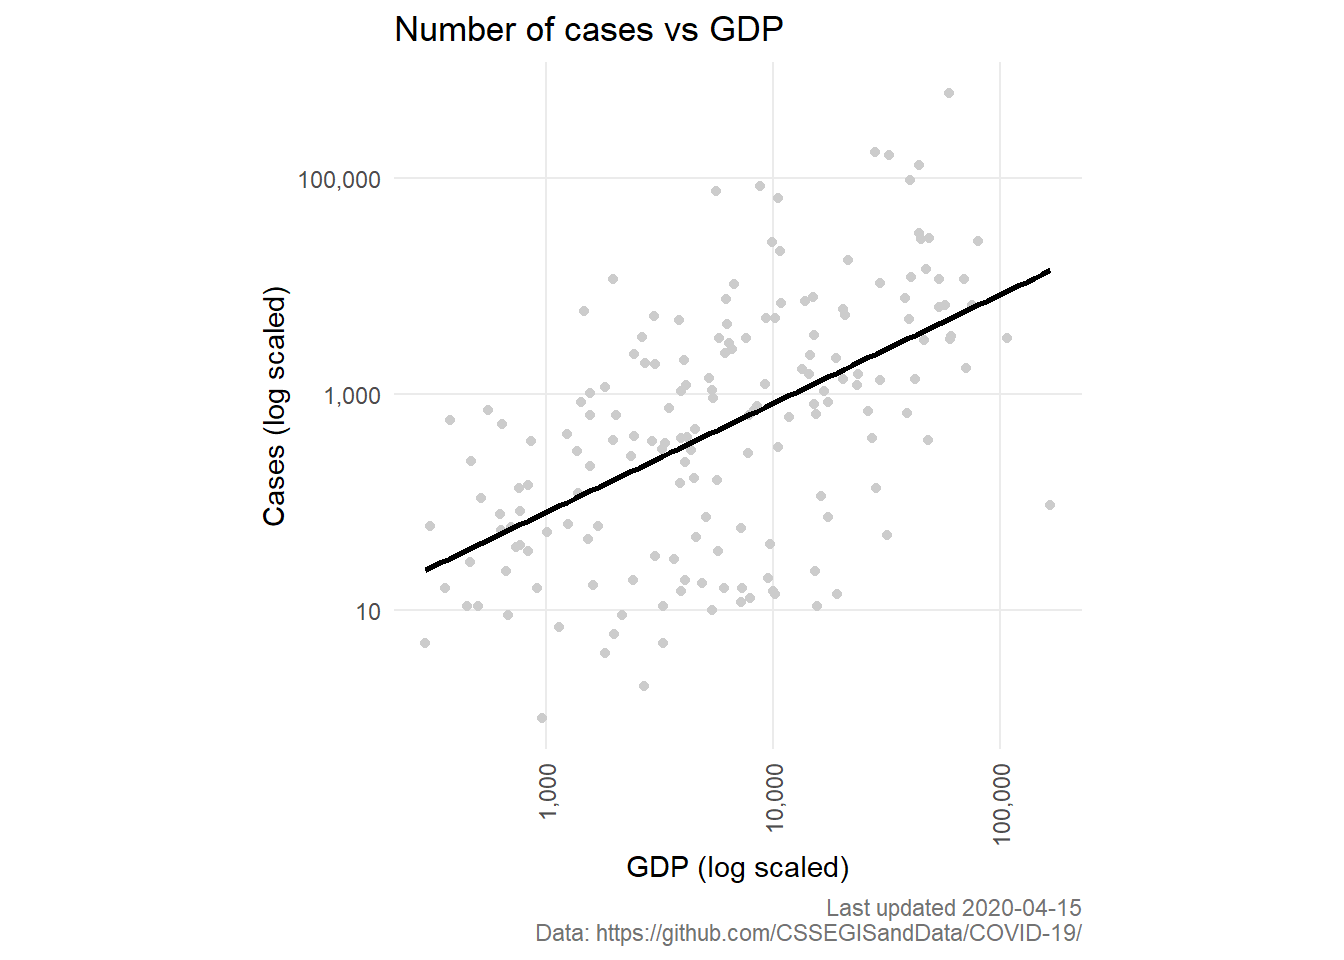 Number of cases vs GDP
100,000
1,000
10
Cases (log scaled)
1,000
10,000
100,000
GDP (log scaled)
Last updated 2020-04-15
Data: https://github.com/CSSEGISandData/COVID-19/